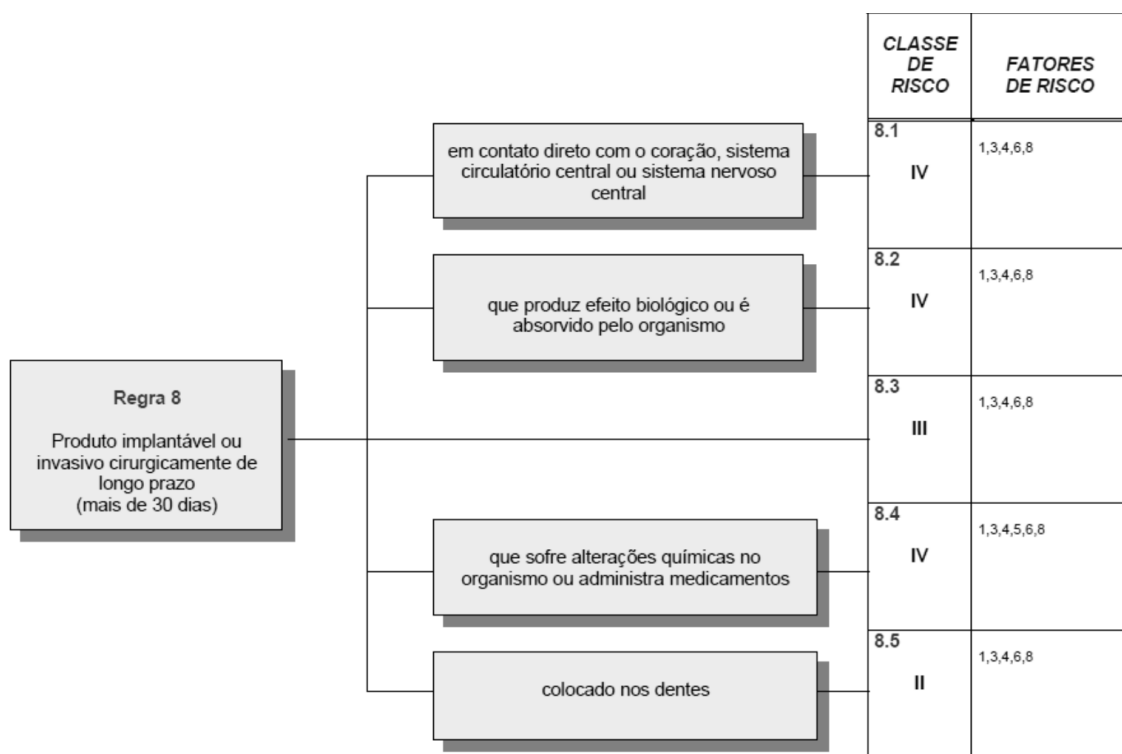 CLASSE
DE
RISCO
FATORES
DE RISCO
em contato direto com o coração, sistema
circulatório central ou sistema nervoso
central
8.1
IV
1,3,4,6,8
que produz efeito biológico ou é
absorvido pelo organismo
8.2
IV
1,3,4,6,8
Regra 8
Produto implantável ou
invasivo cirurgicamente de
longo prazo
(mais de 30 dias)
8.3
III
1,3,4,6,8
que sofre alterações químicas no
organismo ou administra medicamentos
8.4
IV
1,3,4,5,6,8
colocado nos dentes
8.5
II
1,3,4,6,8